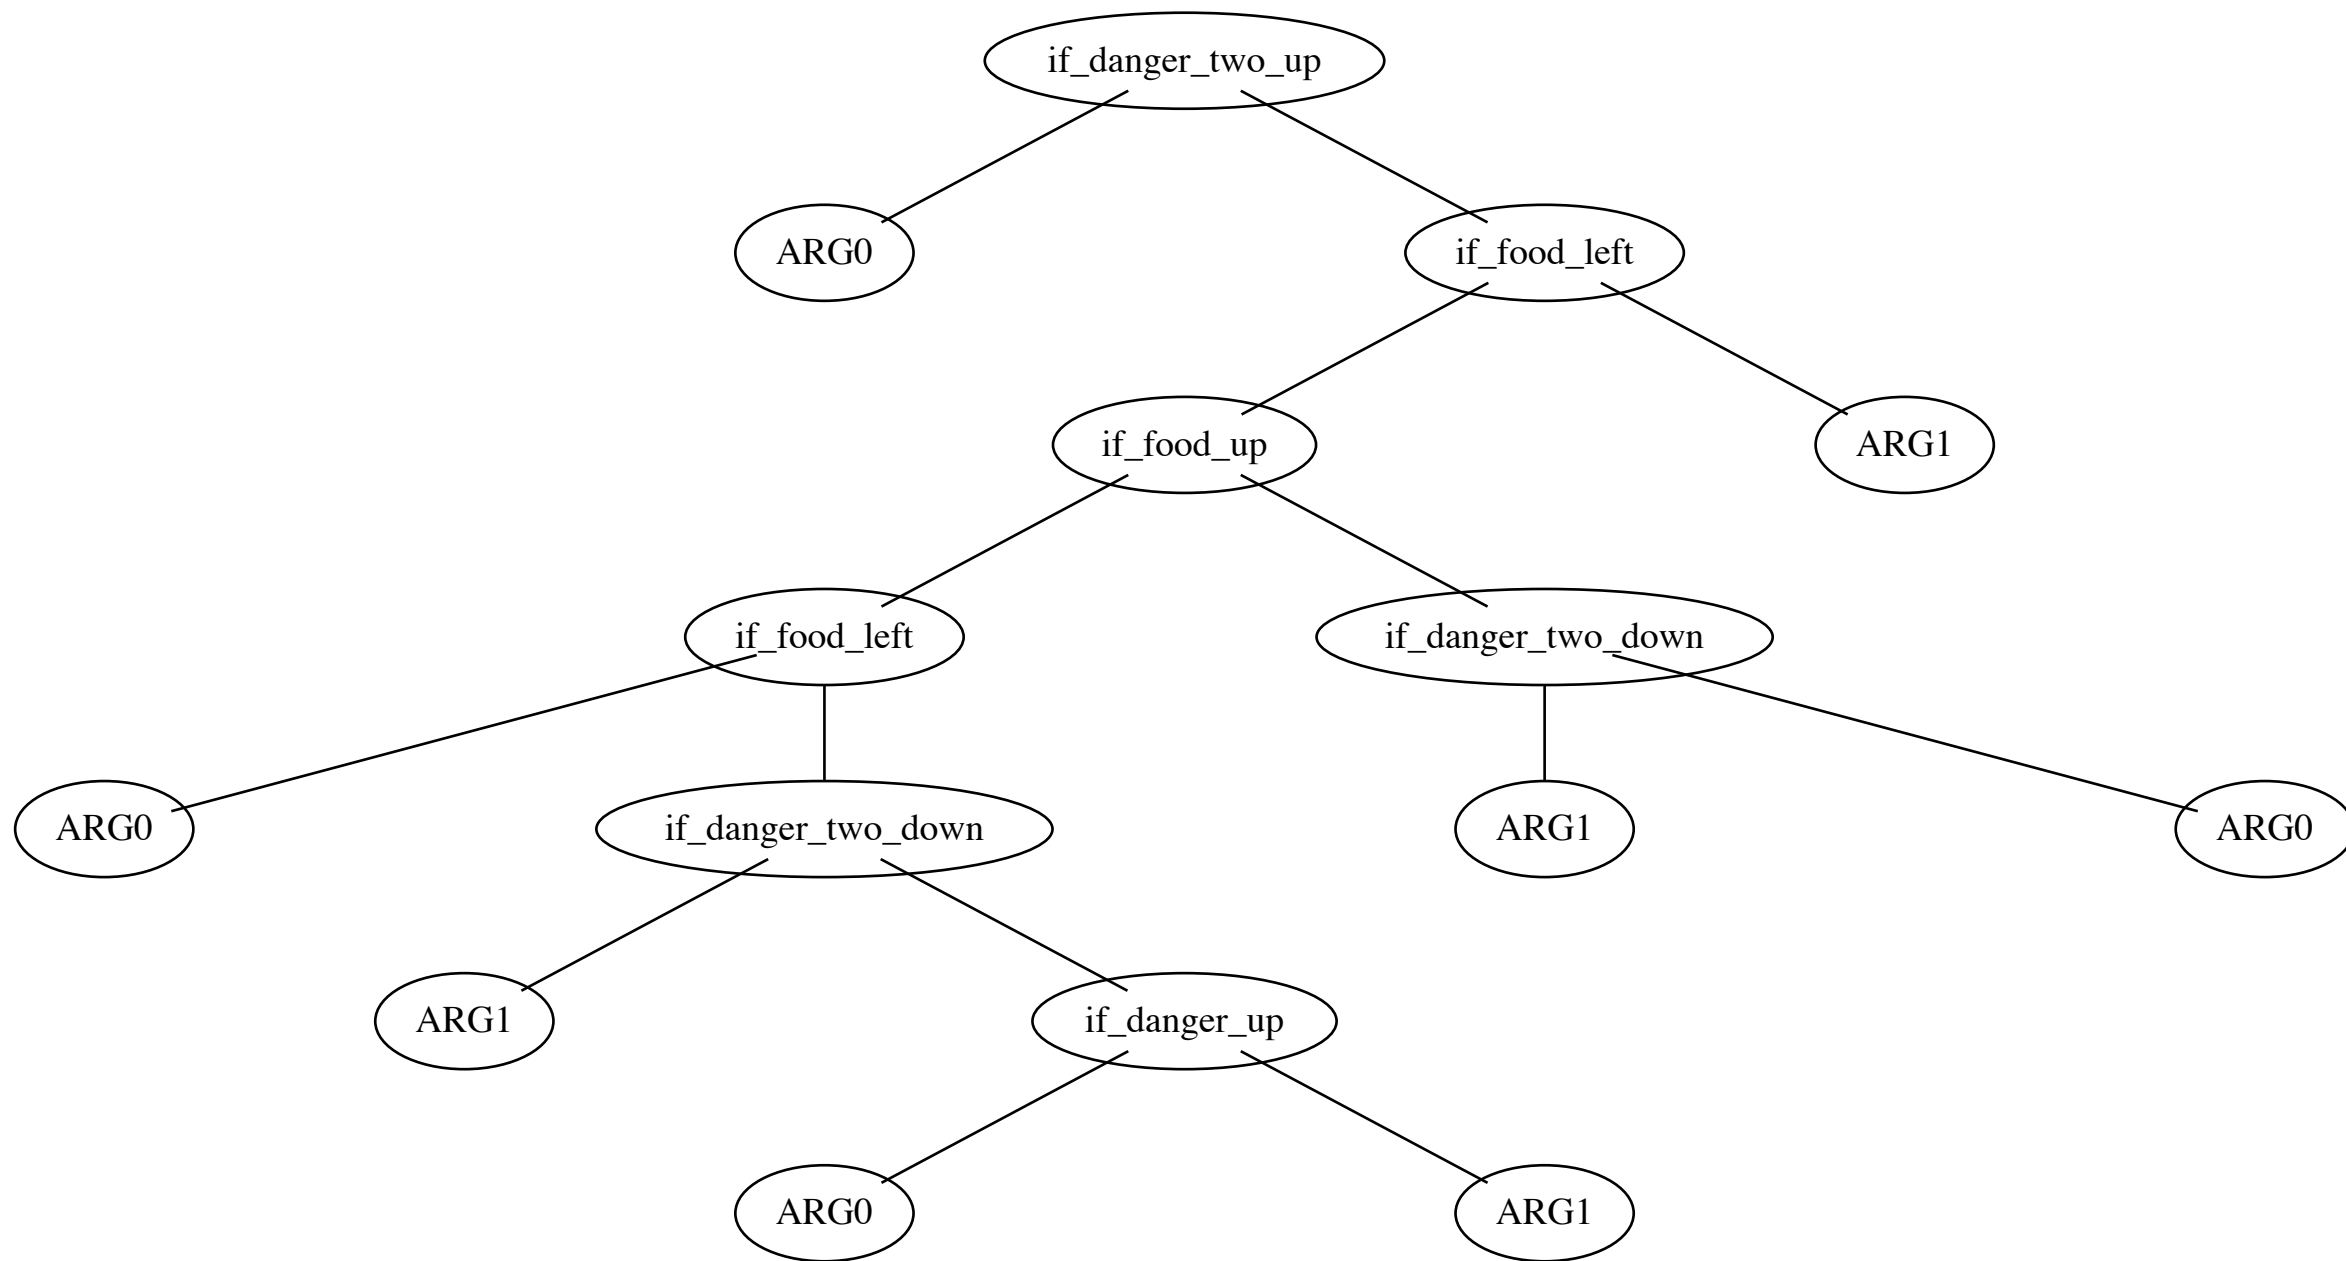 if_danger_two_up
ARG0
if_food_left
if_food_up
ARG1
if_food_left
if_danger_two_down
ARG0
if_danger_two_down
ARG1
ARG0
ARG1
if_danger_up
ARG0
ARG1